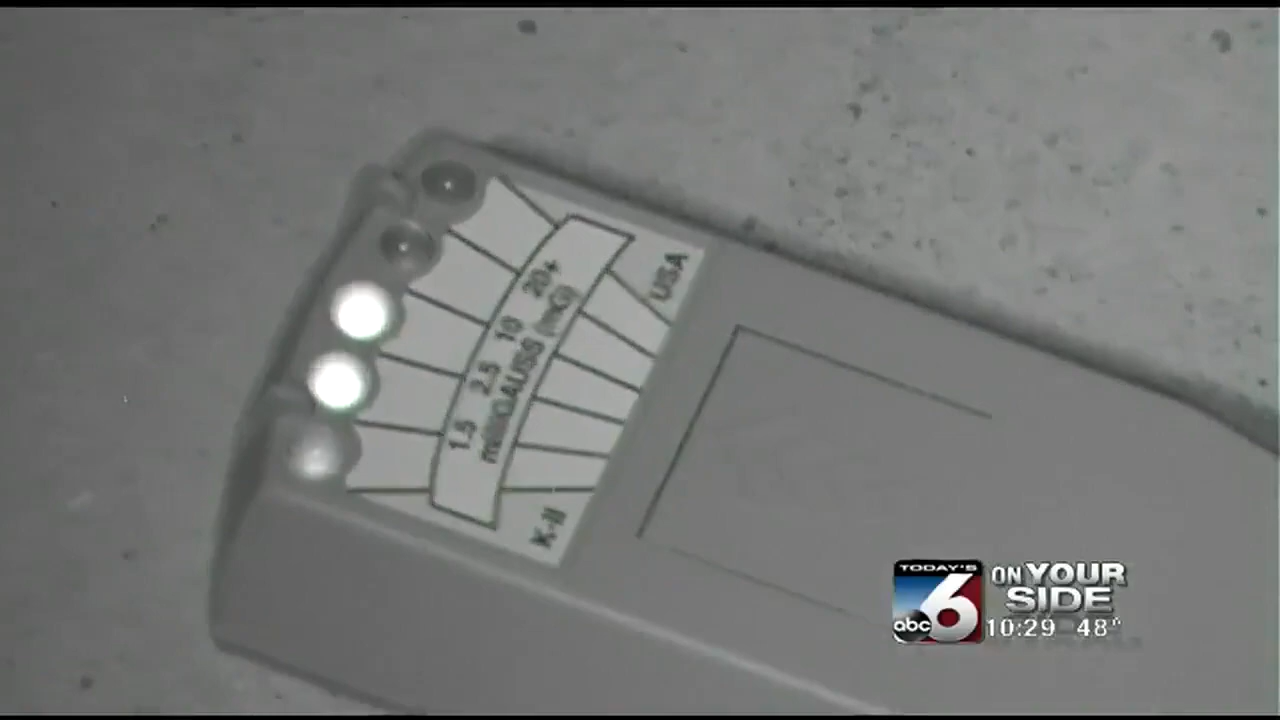 20+
10
2.5
1.5
milliGAUSS (mG)
USA
K-II
TODAY'S
abc 6
ON YOUR
SIDE
10:29 48°